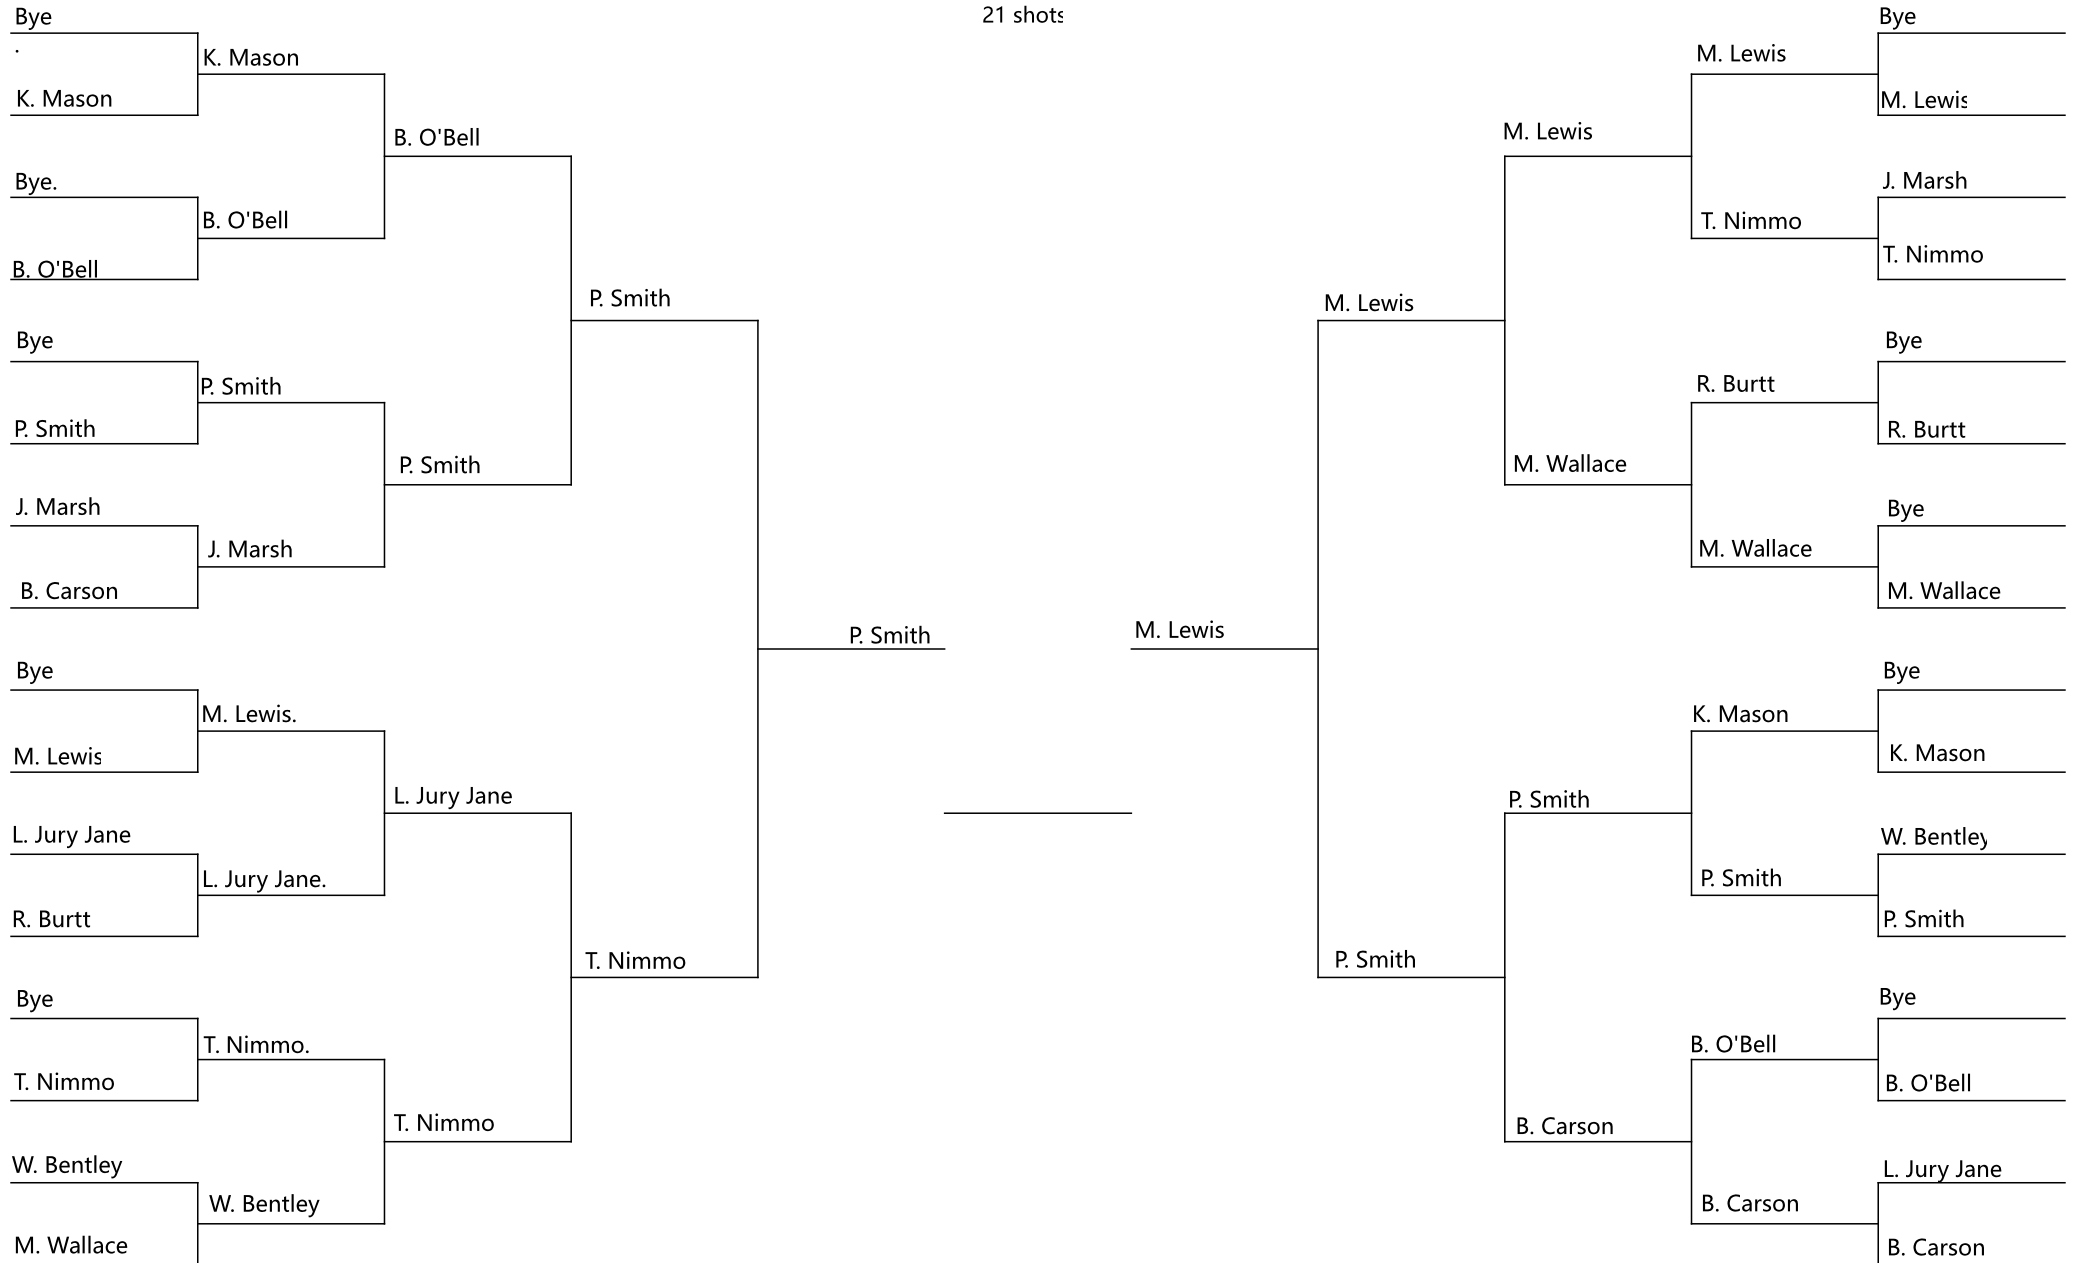 21 shots
Bye
.
K. Mason
Bye.
B. O'Bell
Bye
P. Smith
J. Marsh
B. Carson
Bye
M. Lewis
L. Jury Jane
R. Burtt
Bye
T. Nimmo
W. Bentley
M. Wallace
K. Mason
B. O'Bell
P. Smith
J. Marsh
M. Lewis.
L. Jury Jane.
T. Nimmo.
W. Bentley
B. O'Bell
P. Smith
L. Jury Jane
T. Nimmo
P. Smith
T. Nimmo
P. Smith
M. Lewis
M. Lewis
P. Smith
M. Lewis
M. Wallace
P. Smith
B. Carson
M. Lewis
T. Nimmo
R. Burtt
M. Wallace
K. Mason
P. Smith
B. O'Bell
B. Carson
Bye
M. Lewis
J. Marsh
T. Nimmo
Bye
R. Burtt
Bye
M. Wallace
Bye
K. Mason
W. Bentley
P. Smith
Bye
B. O'Bell
L. Jury Jane
B. Carson